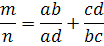 m/n = ab/ad + cd/bc